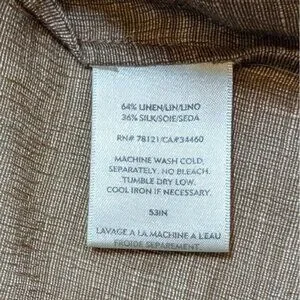 64% LINEN/LIN/LINO
36% SILK/SOIE/SEDA
RN# 78121/CA#34460
MACHINE WASH COLD,
SEPARATELY. NO BLEACH.
TUMBLE DRY LOW.
COOL IRON IF NECESSARY.
53IN
LAVAGE A LA MACHINE A L'EAU
FROIDE SEPAREMENT.